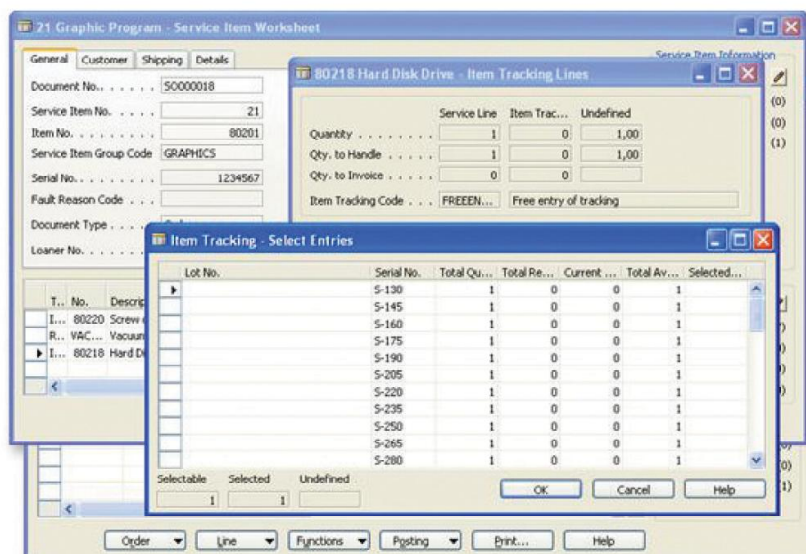 21 Graphic Program - Service Item Worksheet
General Customer Shipping Details
Service Item Information
Document No.. . . . . . SO000018
Service Item No. . . . . . 21
Item No. . . . . . . . . . 80201
Service Item Group Code GRAPHICS
Serial No.. . . . . . . . . 1234567
Fault Reason Code . . . .
Document Type . . . . .
Loaner No. . . . . . . . .
(0)
(0)
(1)
80218 Hard Disk Drive - Item Tracking Lines
Service Line Item Trac... Undefined
Quantity . . . . . . . . 1 0 1,00
Qty. to Handle . . . . . 1 0 1,00
Qty. to Invoice . . . . . 0 0
Item Tracking Code . . . FREEEN... Free entry of tracking
T.. No. Descrip
I... 80220 Screw
R.. VAC... Vacuum
I... 80218 Hard Di
Item Tracking - Select Entries
Lot No. Serial No. Total Qu... Total Re... Current ... Total Av... Selected...
S-130 1 0 0 1
S-145 1 0 0 1
S-160 1 0 0 1
S-175 1 0 0 1
S-190 1 0 0 1
S-205 1 0 0 1
S-220 1 0 0 1
S-235 1 0 0 1
S-250 1 0 0 1
S-265 1 0 0 1
S-280 1 0 0 1
Selectable Selected Undefined
1 1
OK Cancel Help
(0)
(1)
Order Line Functions Posting Print... Help